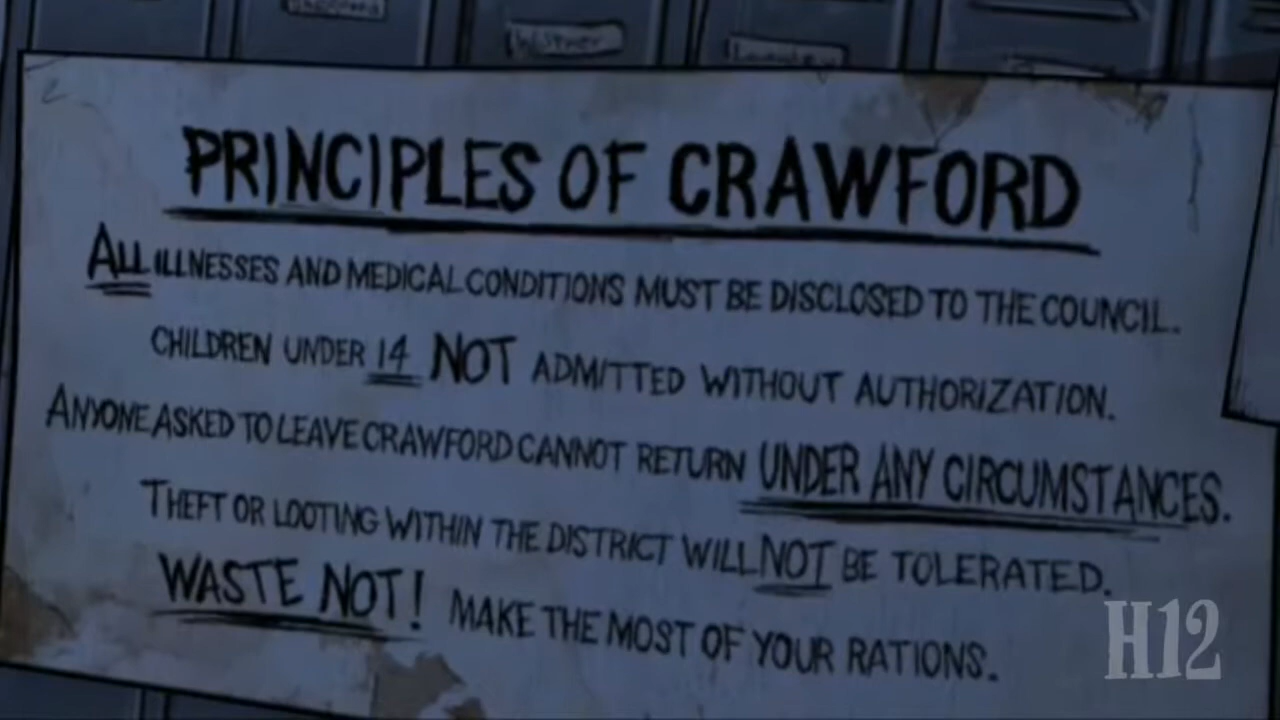 PRINCIPLES OF CRAWFORD
ALL ILLNESSES AND MEDICAL CONDITIONS MUST BE DISCLOSED TO THE COUNCIL.
CHILDREN UNDER 14 NOT ADMITTED WITHOUT AUTHORIZATION.
ANYONE ASKED TO LEAVE CRAWFORD CANNOT RETURN UNDER ANY CIRCUMSTANCES.
THEFT OR LOOTING WITHIN THE DISTRICT WILL NOT BE TOLERATED.
WASTE NOT! MAKE THE MOST OF YOUR RATIONS.
H12